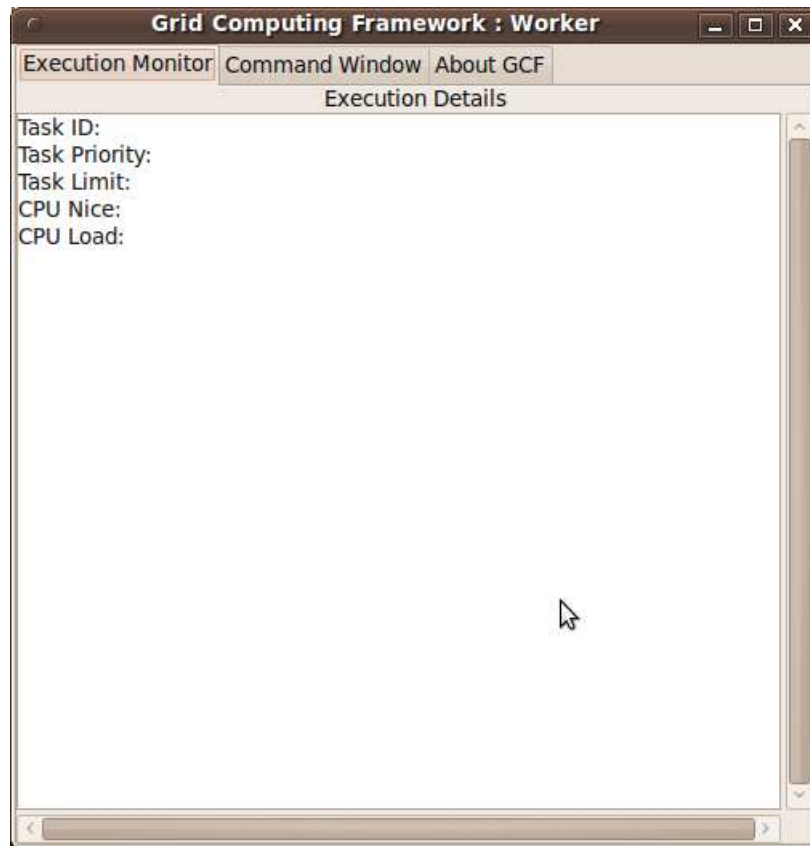 Grid Computing Framework : Worker
Execution Monitor Command Window About GCF
Execution Details
Task ID:
Task Priority:
Task Limit:
CPU Nice:
CPU Load: